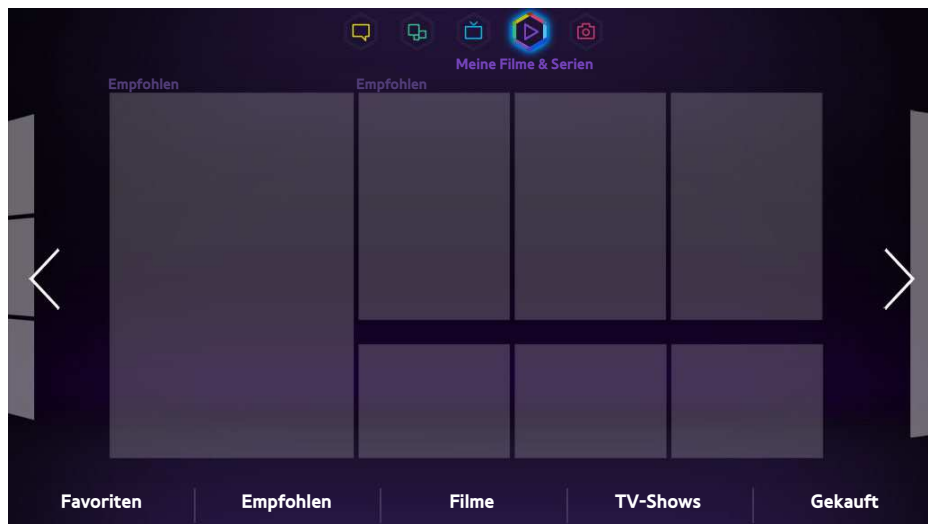 Meine Filme & Serien
Empfohlen
Empfohlen
Favoriten
Empfohlen
Filme
TV-Shows
Gekauft